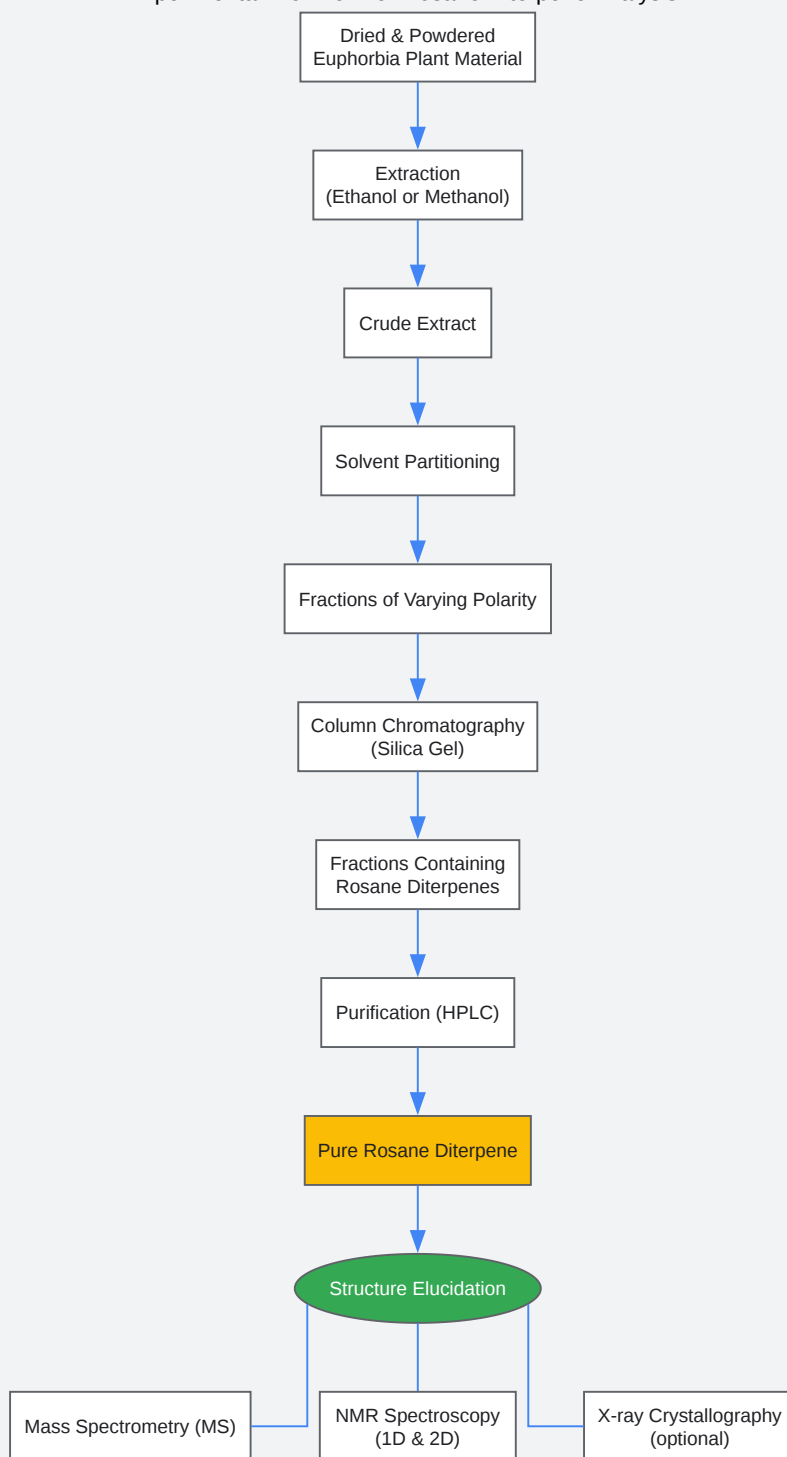 Dried & Powdered
Euphorbia Plant Material
Extraction
(Ethanol or Methanol)
Crude Extract
Solvent Partitioning
Fractions of Varying Polarity
Column Chromatography
(Silica Gel)
Fractions Containing
Rosane Diterpenes
Purification (HPLC)
Pure Rosane Diterpene
Structure Elucidation
Mass Spectrometry (MS)
NMR Spectroscopy
(1D & 2D)
X-ray Crystallography
(optional)